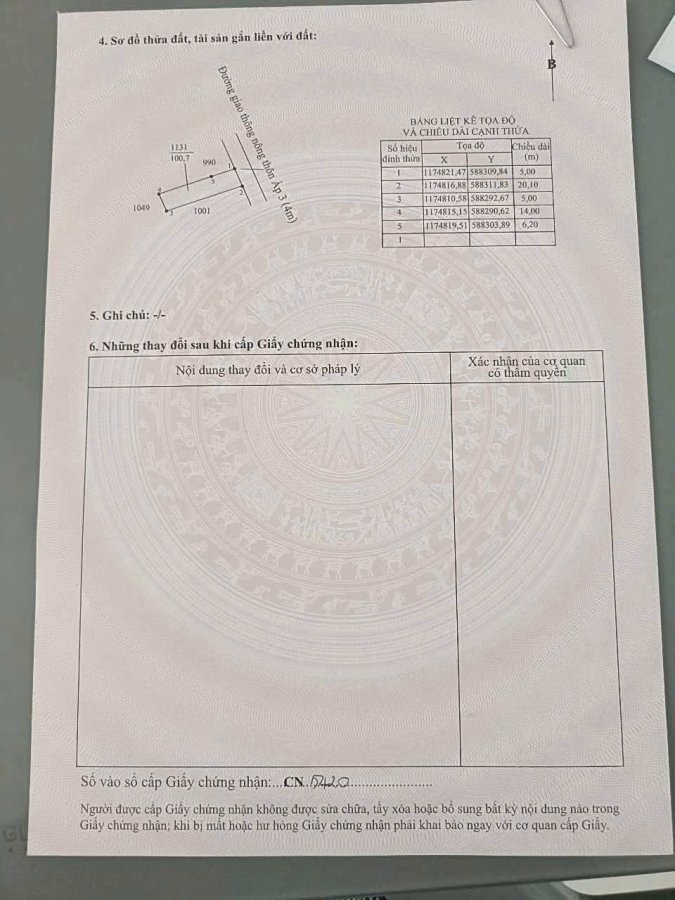 4. Sơ đồ thửa đất, tài sản gắn liền với đất:
B
Đường giao thông nông thôn Ấp 3 (4m)
1131
100,7
990
1
5
2
4
3
1049
1001
BẢNG LIỆT KÊ TỌA ĐỘ
VÀ CHIỀU DÀI CẠNH THỬA
Số hiệu đỉnh thửa Tọa độ Chiều dài (m)
X Y
1 1174821,47 588309,84 5,00
2 1174816,88 588311,83 20,10
3 1174810,58 588292,67 5,00
4 1174815,15 588290,62 14,00
5 1174819,51 588303,89 6,20
1
5. Ghi chú: -/-
6. Những thay đổi sau khi cấp Giấy chứng nhận:
Nội dung thay đổi và cơ sở pháp lý
Xác nhận của cơ quan
có thẩm quyền
Số vào sổ cấp Giấy chứng nhận:...CN.15420
Người được cấp Giấy chứng nhận không được sửa chữa, tẩy xóa hoặc bổ sung bất kỳ nội dung nào trong
Giấy chứng nhận; khi bị mất hoặc hư hỏng Giấy chứng nhận phải khai báo ngay với cơ quan cấp Giấy.